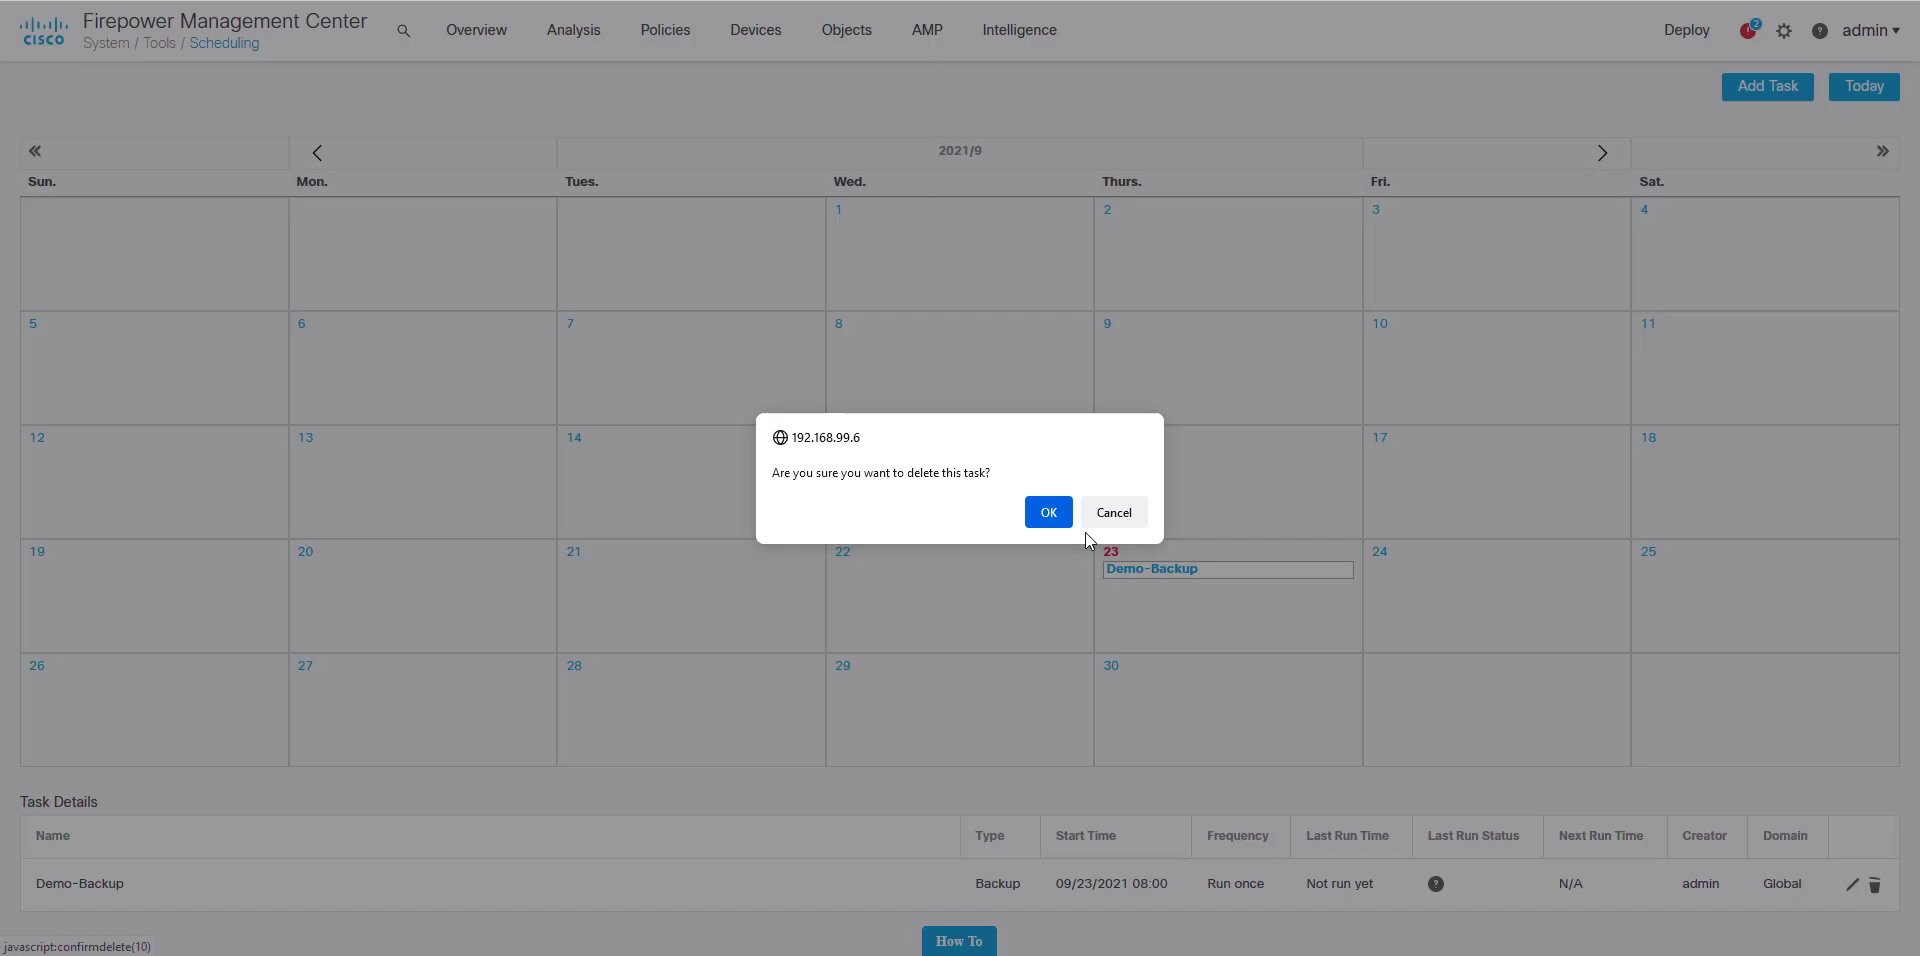 Firepower Management Center
CISCO
System / Tools / Scheduling
Overview Analysis Policies Devices Objects AMP Intelligence
Deploy 2 admin
Add Task Today
2021/9
Sun. Mon. Tues. Wed. Thurs. Fri. Sat.
1 2 3 4
5 6 7 8 9 10 11
12 13 14 17 18
192.168.99.6
Are you sure you want to delete this task?
OK Cancel
19 20 21 22 23 24 25
Demo-Backup
26 27 28 29 30
Task Details
Name Type Start Time Frequency Last Run Time Last Run Status Next Run Time Creator Domain
Demo-Backup Backup 09/23/2021 08:00 Run once Not run yet ? N/A admin Global
How To
javascript:confirmdelete(10)